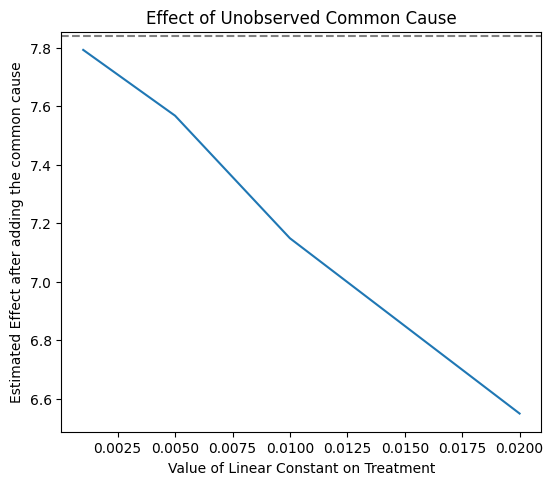 Effect of Unobserved Common Cause
Estimated Effect after adding the common cause
7.8
7.6
7.4
7.2
7.0
6.8
6.6
0.0025 0.0050 0.0075 0.0100 0.0125 0.0150 0.0175 0.0200
Value of Linear Constant on Treatment